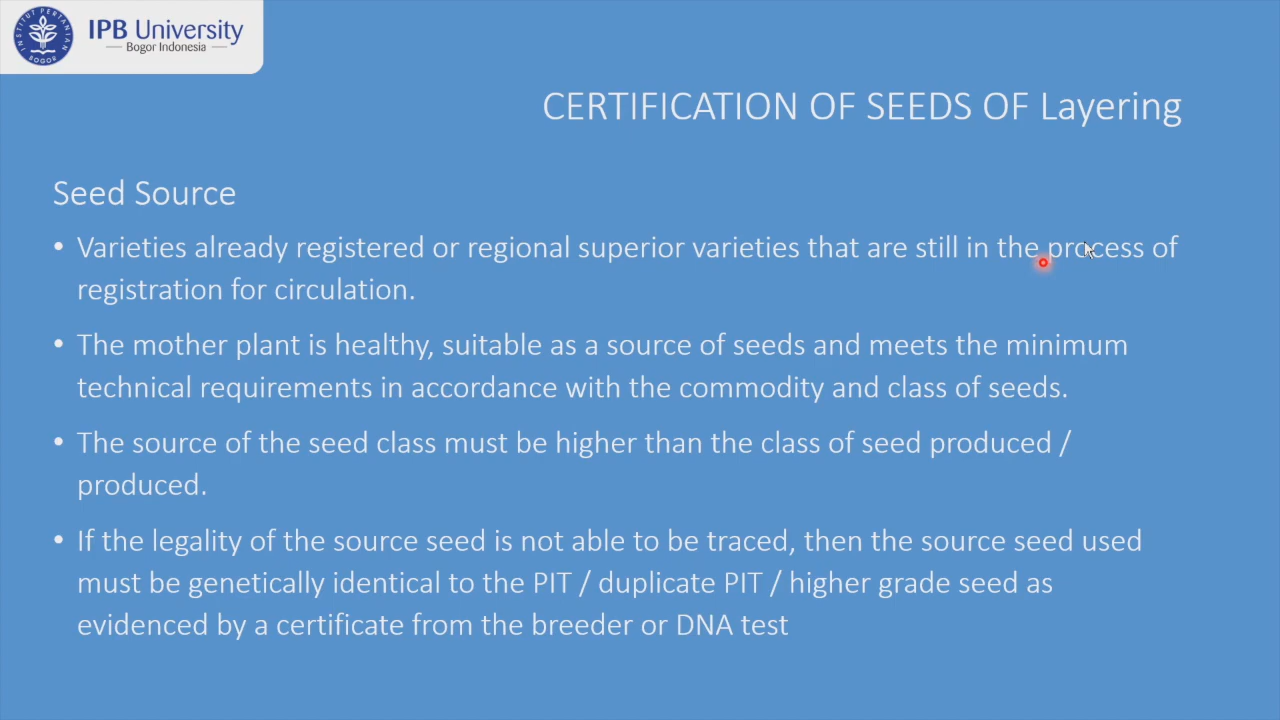 INSTITUT PERTANIAN
BOGOR
IPB University
Bogor Indonesia
CERTIFICATION OF SEEDS OF Layering
Seed Source
• Varieties already registered or regional superior varieties that are still in the process of
registration for circulation.
• The mother plant is healthy, suitable as a source of seeds and meets the minimum
technical requirements in accordance with the commodity and class of seeds.
• The source of the seed class must be higher than the class of seed produced /
produced.
• If the legality of the source seed is not able to be traced, then the source seed used
must be genetically identical to the PIT / duplicate PIT / higher grade seed as
evidenced by a certificate from the breeder or DNA test